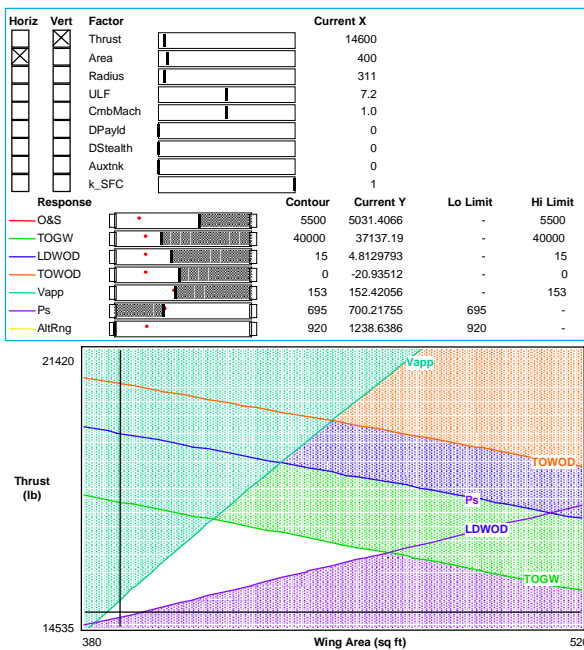 Horiz Vert Factor Current X
Thrust 14600
Area 400
Radius 311
ULF 7.2
CmbMach 1.0
DPayld 0
DStealth 0
Auxtnk 0
k_SFC 1
Response Contour Current Y Lo Limit Hi Limit
O&S 5500 5031.4066 - 5500
TOGW 40000 37137.19 - 40000
LDWOD 15 4.8129793 - 15
TOWOD 0 -20.93512 - 0
Vapp 153 152.42056 - 153
Ps 695 700.21755 695 -
AltRng 920 1238.6386 920 -
21420
Vapp
TOWOD
Thrust
(lb)
Ps
LDWOD
TOGW
14535
380 Wing Area (sq ft) 520